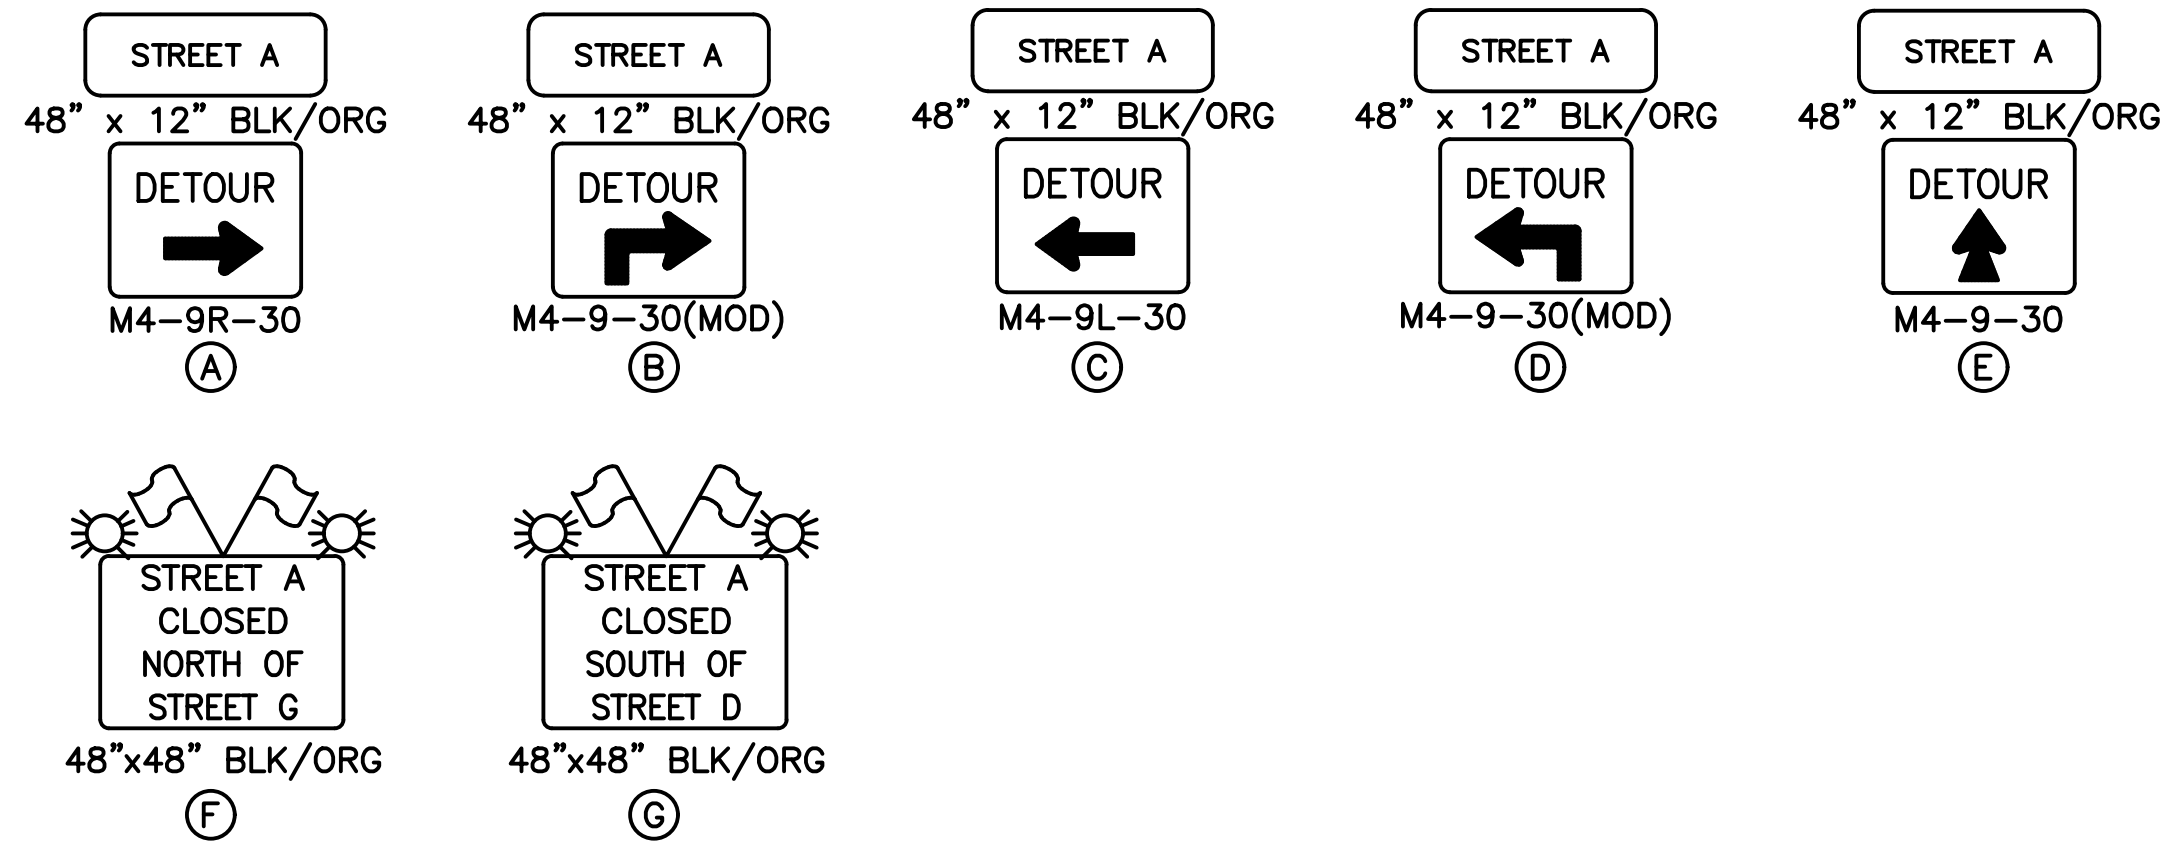 STREET A
48” x 12” BLK/ORG
DETOUR
M4-9R-30
A
STREET A
48” x 12” BLK/ORG
DETOUR
M4-9-30(MOD)
B
STREET A
48” x 12” BLK/ORG
DETOUR
M4-9L-30
C
STREET A
48” x 12” BLK/ORG
DETOUR
M4-9-30(MOD)
D
STREET A
48” x 12” BLK/ORG
DETOUR
M4-9-30
E
STREET A
CLOSED
NORTH OF
STREET G
48”x48” BLK/ORG
F
STREET A
CLOSED
SOUTH OF
STREET D
48”x48” BLK/ORG
G